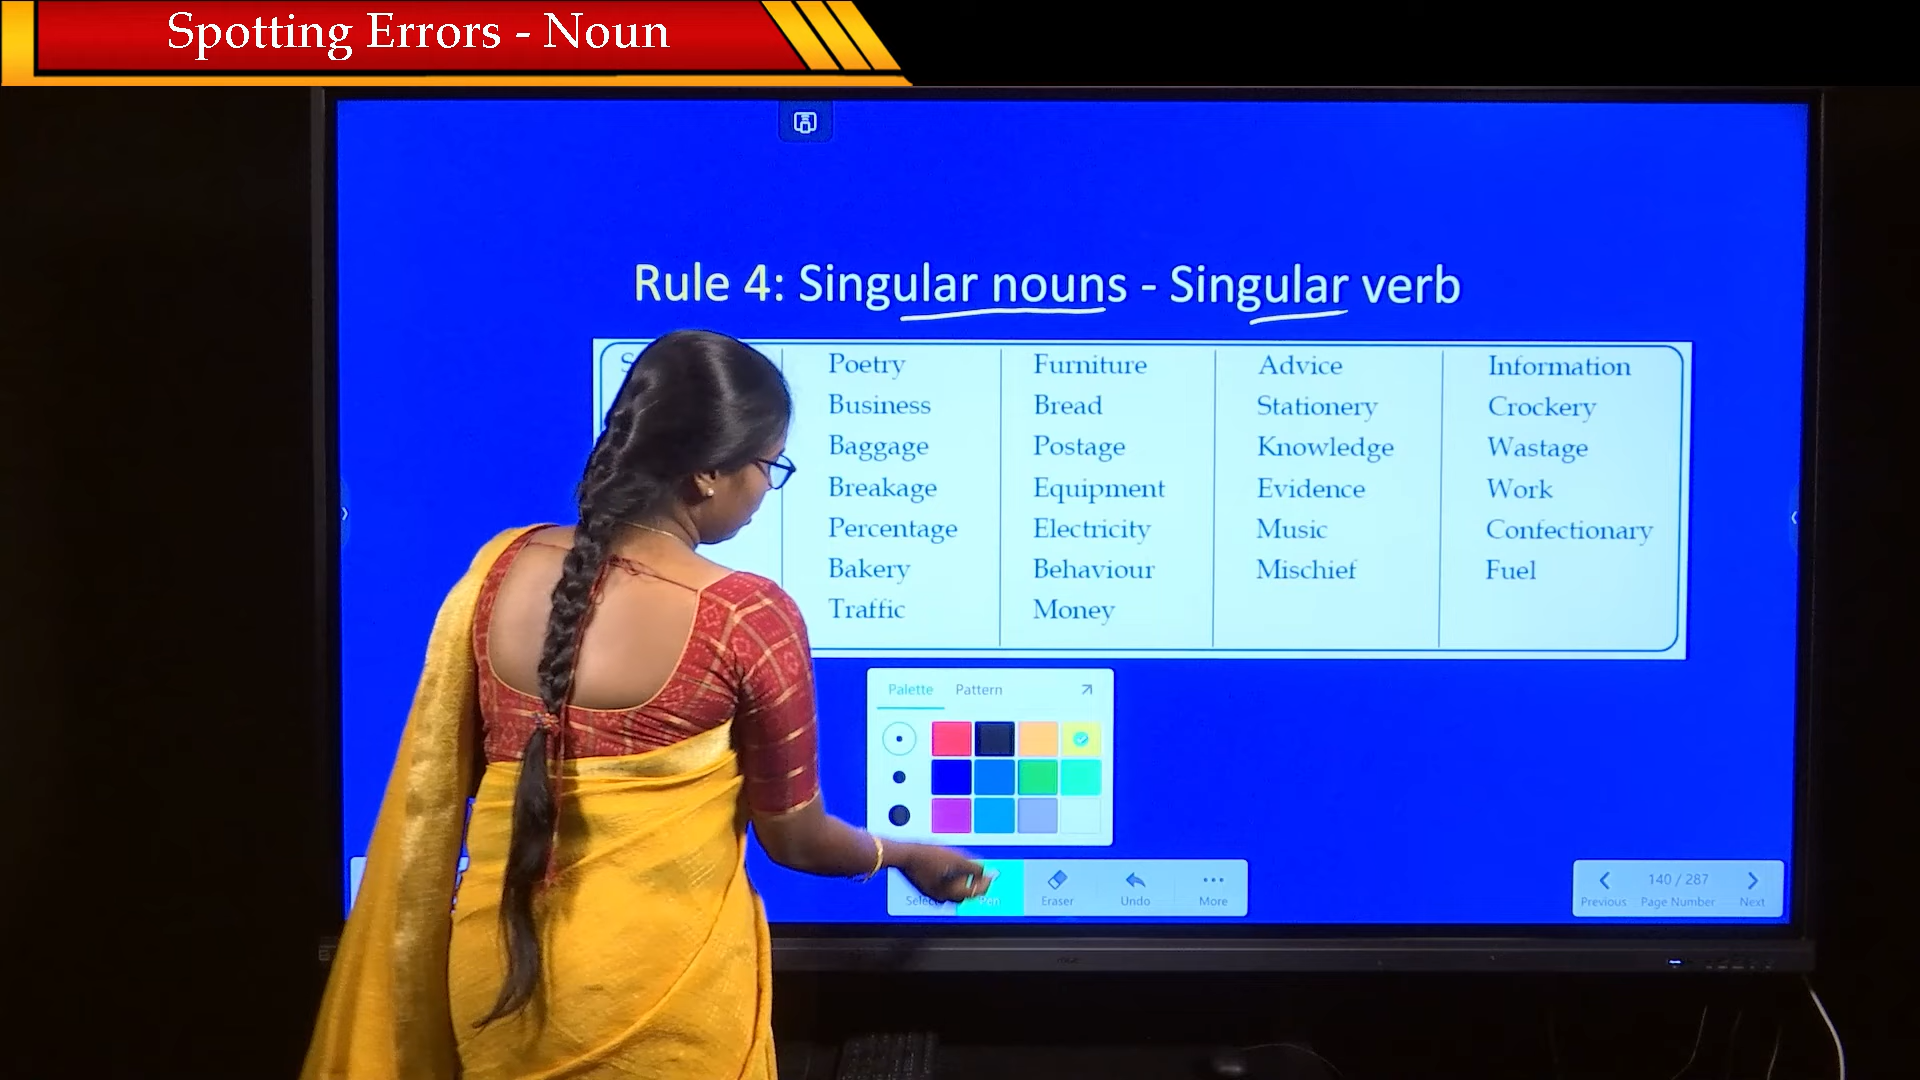 Spotting Errors - Noun
Rule 4: Singular nouns - Singular verb
Poetry Furniture Advice Information
Business Bread Stationery Crockery
Baggage Postage Knowledge Wastage
Breakage Equipment Evidence Work
Percentage Electricity Music Confectionary
Bakery Behaviour Mischief Fuel
Traffic Money
Palette Pattern
Select Pen Eraser Undo More
140 / 287
Previous Page Number Next